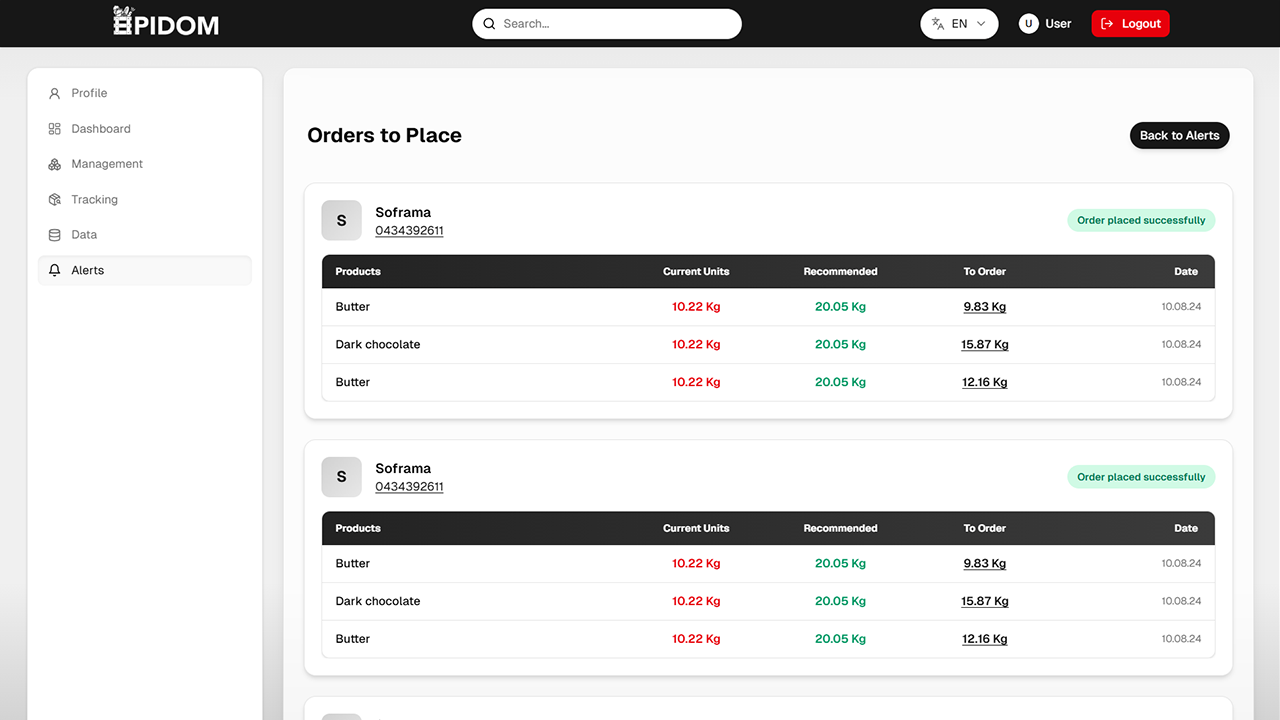 EPIDOM
Search...
EN
U User
Logout
Profile
Dashboard
Management
Tracking
Data
Alerts
Orders to Place
Back to Alerts
S
Soframa
0434392611
Order placed successfully
Products Current Units Recommended To Order Date
Butter 10.22 Kg 20.05 Kg 9.83 Kg 10.08.24
Dark chocolate 10.22 Kg 20.05 Kg 15.87 Kg 10.08.24
Butter 10.22 Kg 20.05 Kg 12.16 Kg 10.08.24
S
Soframa
0434392611
Order placed successfully
Products Current Units Recommended To Order Date
Butter 10.22 Kg 20.05 Kg 9.83 Kg 10.08.24
Dark chocolate 10.22 Kg 20.05 Kg 15.87 Kg 10.08.24
Butter 10.22 Kg 20.05 Kg 12.16 Kg 10.08.24